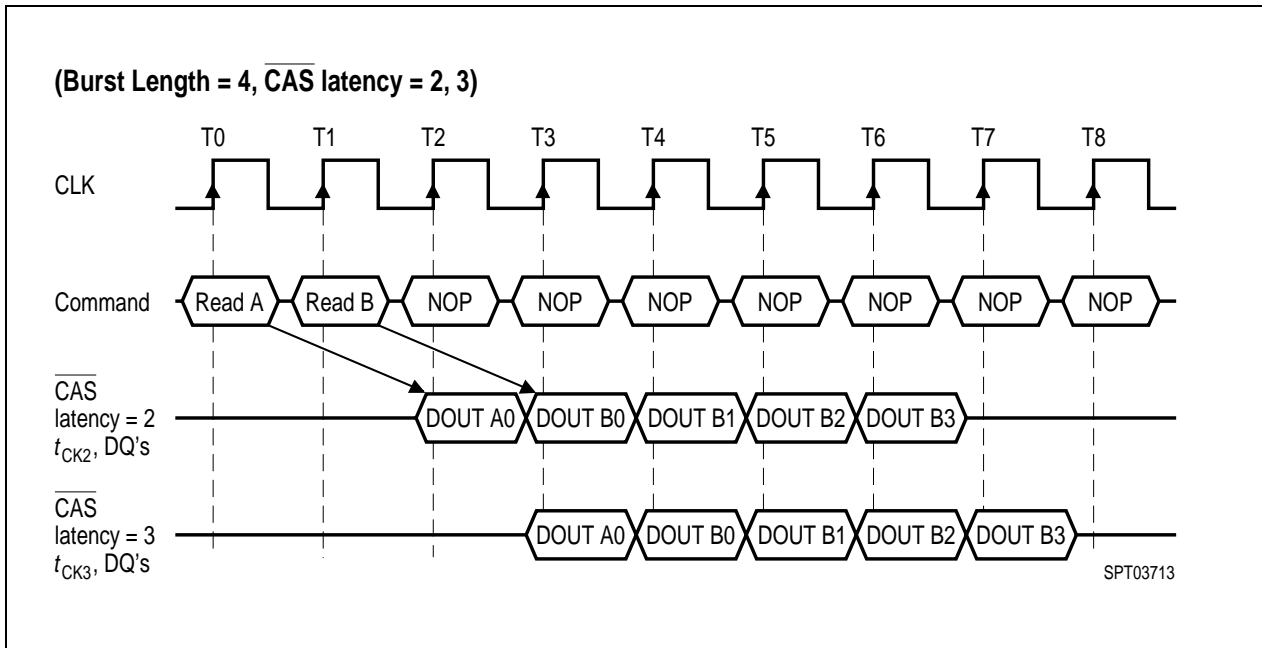 (Burst Length = 4, CAS latency = 2, 3)
T0 T1 T2 T3 T4 T5 T6 T7 T8
CLK
Command Read A Read B NOP NOP NOP NOP NOP NOP NOP
CAS
latency = 2
tCK2, DQ's
DOUT A0 DOUT B0 DOUT B1 DOUT B2 DOUT B3
CAS
latency = 3
tCK3, DQ's
DOUT A0 DOUT B0 DOUT B1 DOUT B2 DOUT B3
SPT03713